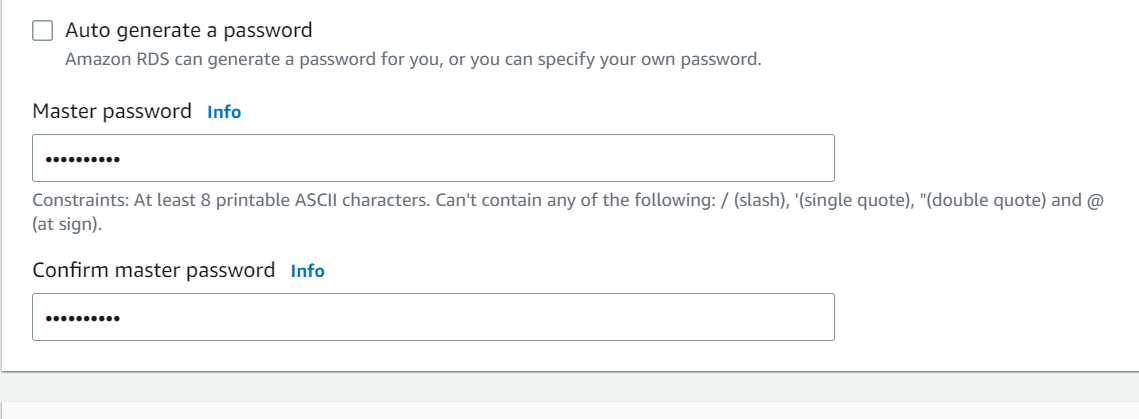 Auto generate a password
Amazon RDS can generate a password for you, or you can specify your own password.
Master password Info
••••••••••
Constraints: At least 8 printable ASCII characters. Can't contain any of the following: / (slash), '(single quote), "(double quote) and @
(at sign).
Confirm master password Info
••••••••••